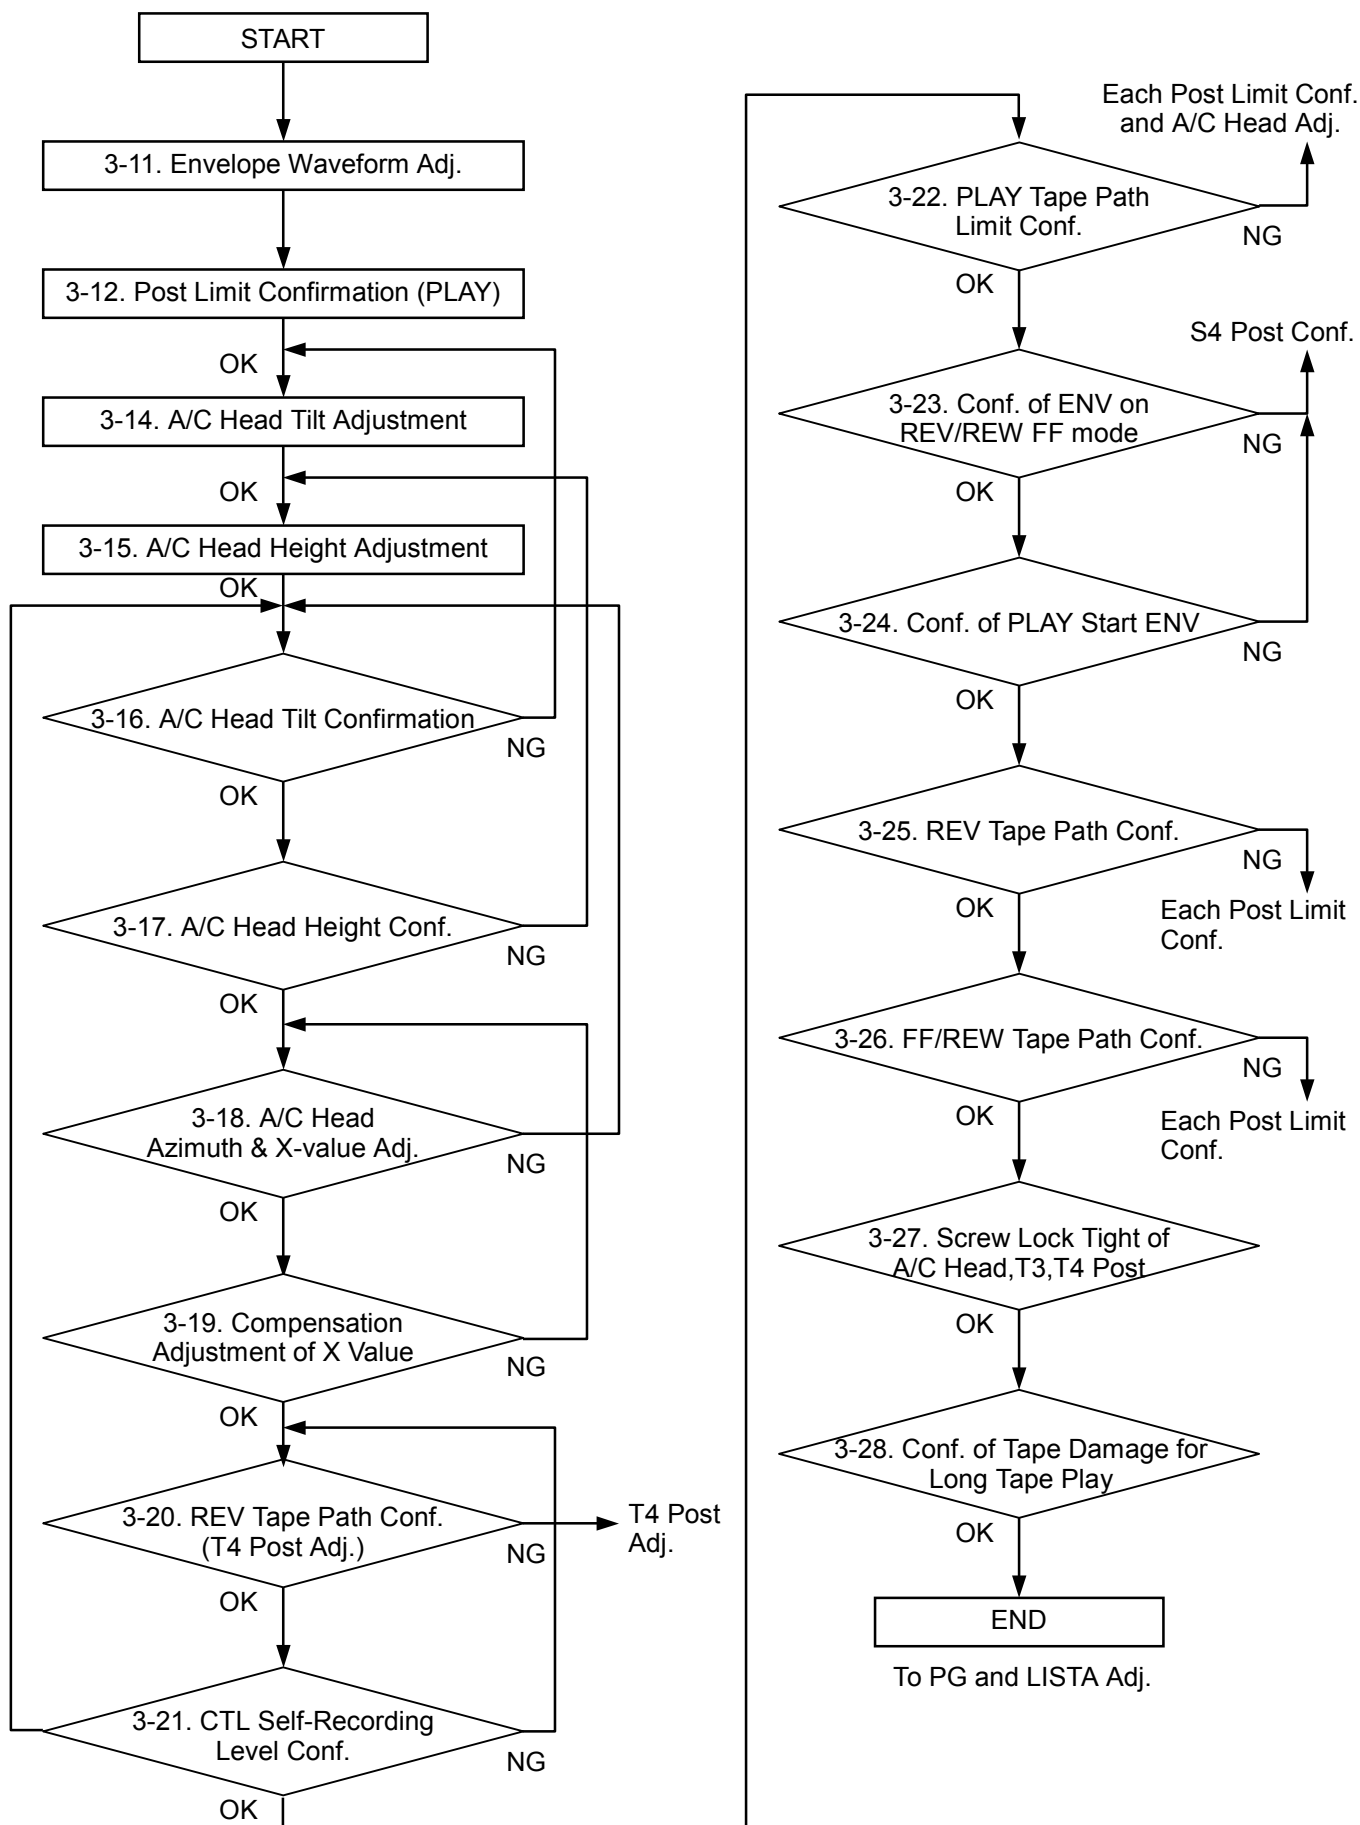 START
3-11. Envelope Waveform Adj.
3-12. Post Limit Confirmation (PLAY)
OK
3-14. A/C Head Tilt Adjustment
OK
3-15. A/C Head Height Adjustment
OK
3-16. A/C Head Tilt Confirmation
NG
OK
3-17. A/C Head Height Conf.
NG
OK
3-18. A/C Head
Azimuth & X-value Adj.
NG
OK
3-19. Compensation
Adjustment of X Value
NG
OK
3-20. REV Tape Path Conf.
(T4 Post Adj.)
NG
T4 Post
Adj.
OK
3-21. CTL Self-Recording
Level Conf.
NG
OK
Each Post Limit Conf.
and A/C Head Adj.
3-22. PLAY Tape Path
Limit Conf.
NG
OK
S4 Post Conf.
3-23. Conf. of ENV on
REV/REW FF mode
NG
OK
3-24. Conf. of PLAY Start ENV
NG
OK
3-25. REV Tape Path Conf.
NG
OK
Each Post Limit
Conf.
3-26. FF/REW Tape Path Conf.
NG
OK
Each Post Limit
Conf.
3-27. Screw Lock Tight of
A/C Head,T3,T4 Post
OK
3-28. Conf. of Tape Damage for
Long Tape Play
OK
END
To PG and LISTA Adj.